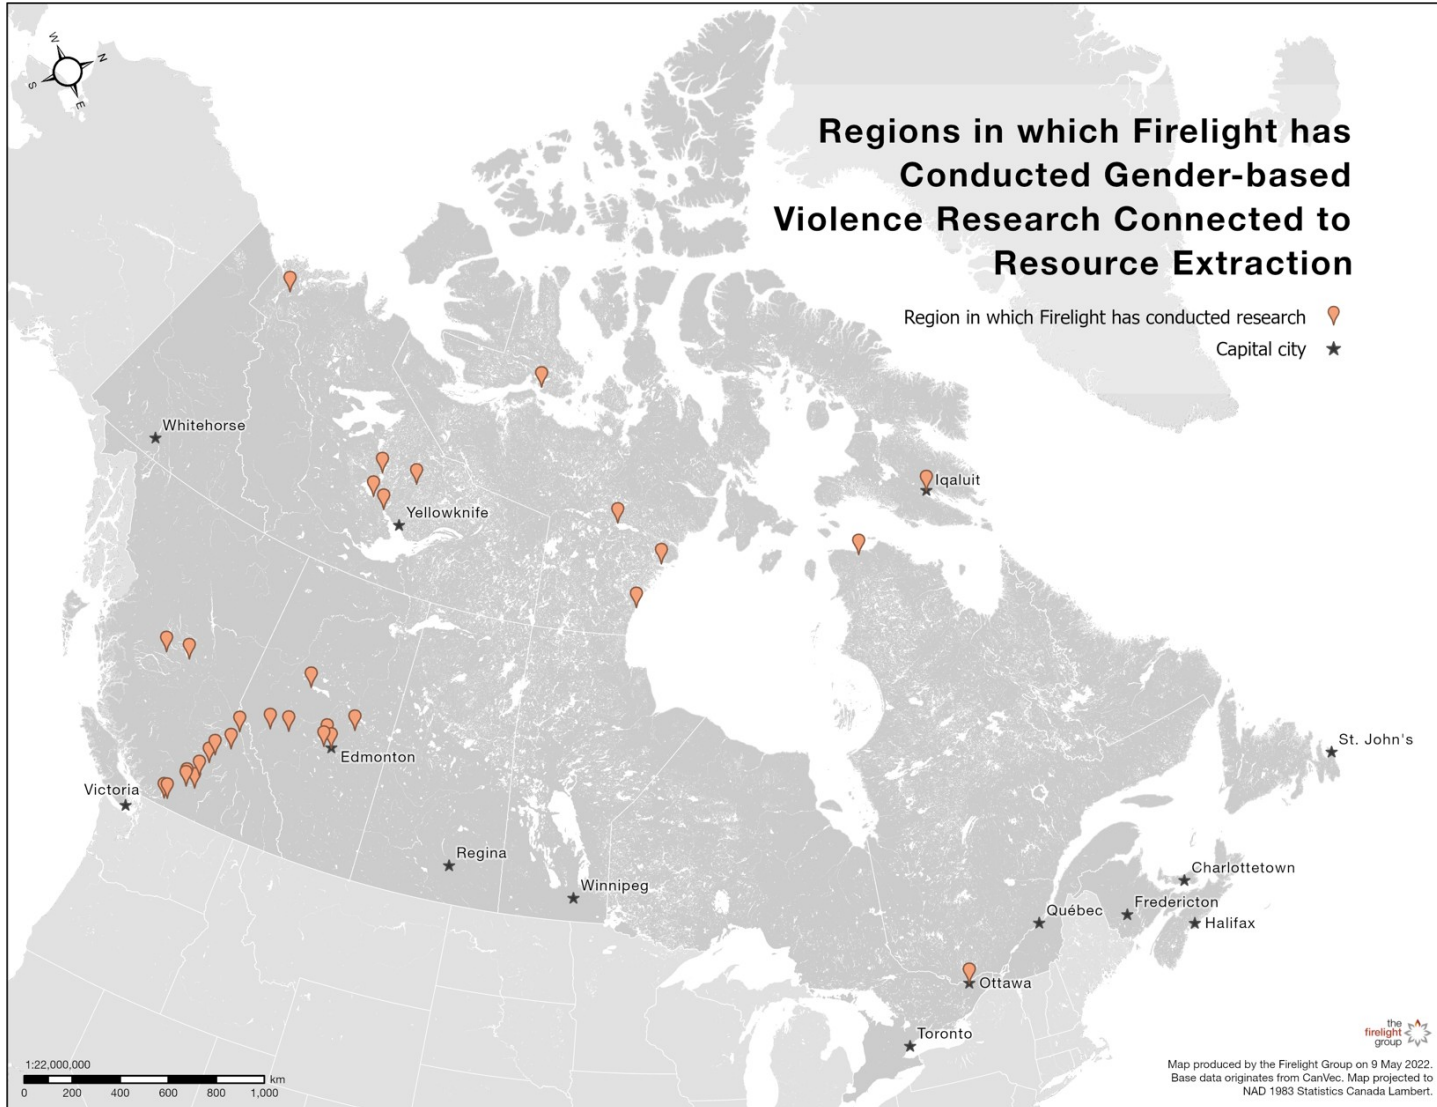 W
N
S
E
Regions in which Firelight has
Conducted Gender-based
Violence Research Connected to
Resource Extraction
Region in which Firelight has conducted research
Capital city
Whitehorse
Iqaluit
Yellowknife
St. John's
Edmonton
Victoria
Regina
Charlottetown
Winnipeg
Fredericton
Québec
Halifax
Ottawa
Toronto
the
firelight
group
1:22,000,000
km
0 200 400 600 800 1,000
Map produced by the Firelight Group on 9 May 2022.
Base data originates from CanVec. Map projected to
NAD 1983 Statistics Canada Lambert.